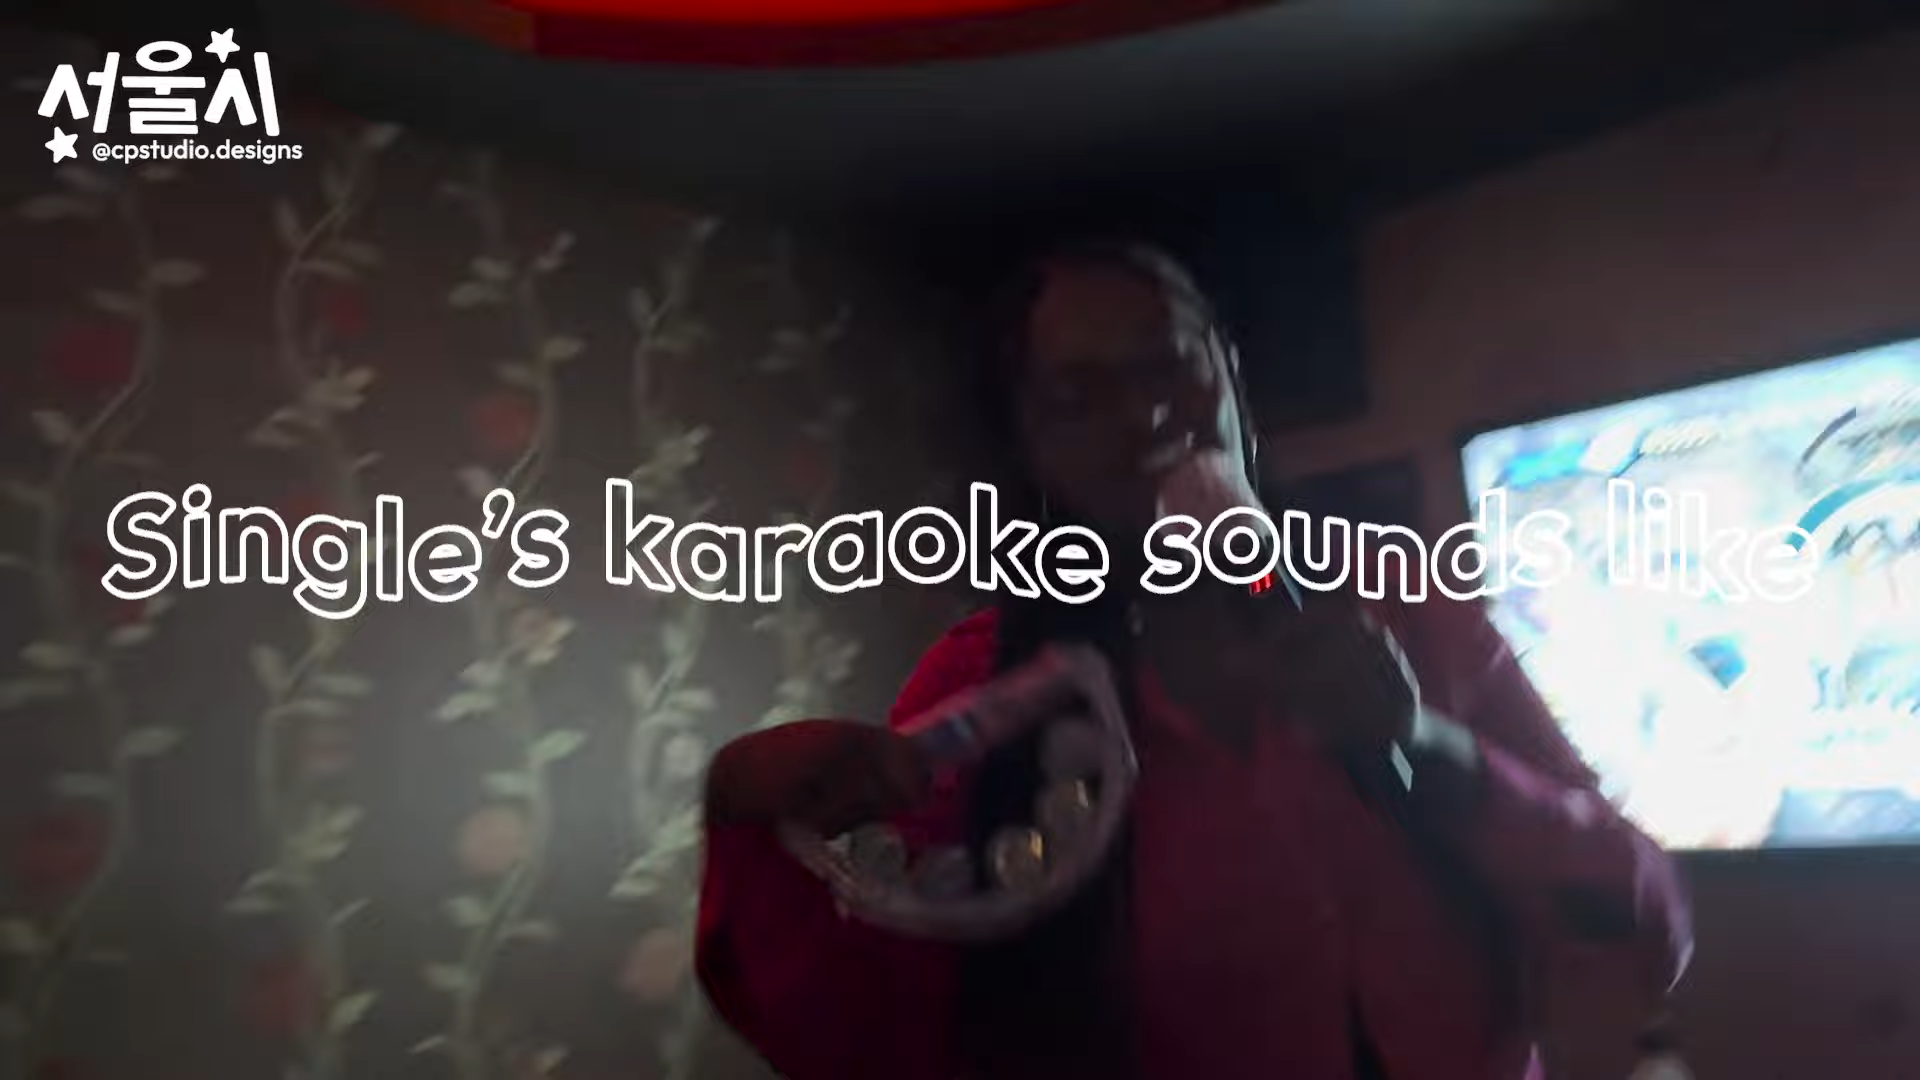 서울시
@cpstudio.designs
Single's karaoke sounds like